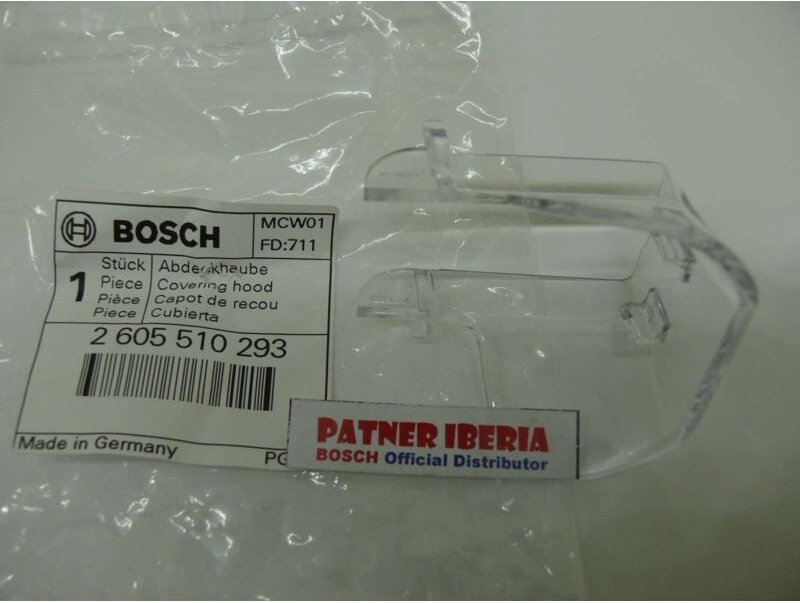 BOSCH
MCW01
FD:711
1
Stück
Piece
Pièce
Piece
Abdeckhaube
Covering hood
Capot de recou
Cubierta
2 605 510 293
Made in Germany
PATNER IBERIA
BOSCH Official Distributor